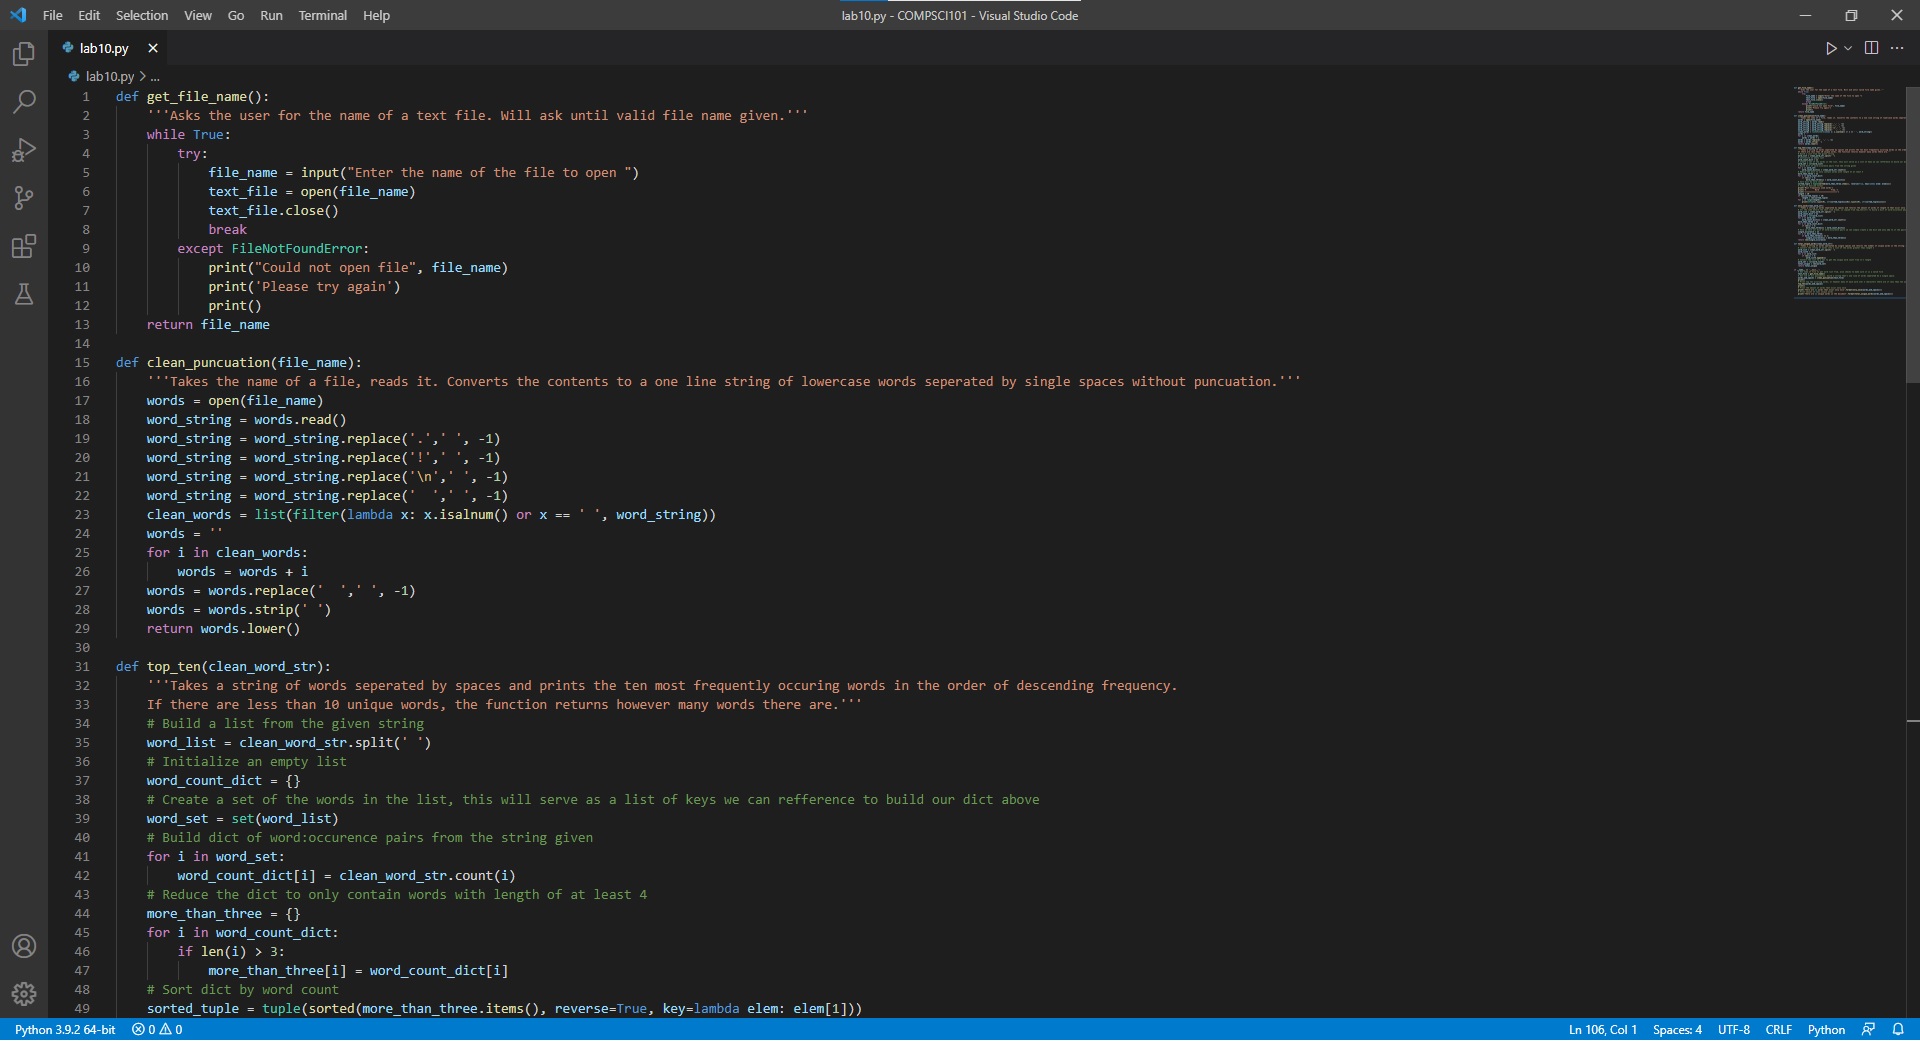 File Edit Selection View Go Run Terminal Help lab10.py - COMPSCI101 - Visual Studio Code
lab10.py
lab10.py > ...
1 def get_file_name():
2     '''Asks the user for the name of a text file. Will ask until valid file name given.'''
3     while True:
4         try:
5             file_name = input("Enter the name of the file to open ")
6             text_file = open(file_name)
7             text_file.close()
8             break
9         except FileNotFoundError:
10             print("Could not open file", file_name)
11             print('Please try again')
12             print()
13     return file_name
14
15 def clean_puncuation(file_name):
16     '''Takes the name of a file, reads it. Converts the contents to a one line string of lowercase words seperated by single spaces without puncuation.'''
17     words = open(file_name)
18     word_string = words.read()
19     word_string = word_string.replace('.',' ', -1)
20     word_string = word_string.replace('!',' ', -1)
21     word_string = word_string.replace('\n',' ', -1)
22     word_string = word_string.replace('  ',' ', -1)
23     clean_words = list(filter(lambda x: x.isalnum() or x == ' ', word_string))
24     words = ''
25     for i in clean_words:
26         words = words + i
27     words = words.replace('  ',' ', -1)
28     words = words.strip(' ')
29     return words.lower()
30
31 def top_ten(clean_word_str):
32     '''Takes a string of words seperated by spaces and prints the ten most frequently occuring words in the order of descending frequency.
33     If there are less than 10 unique words, the function returns however many words there are.'''
34     # Build a list from the given string
35     word_list = clean_word_str.split(' ')
36     # Initialize an empty list
37     word_count_dict = {}
38     # Create a set of the words in the list, this will serve as a list of keys we can refference to build our dict above
39     word_set = set(word_list)
40     # Build dict of word:occurence pairs from the string given
41     for i in word_set:
42         word_count_dict[i] = clean_word_str.count(i)
43     # Reduce the dict to only contain words with length of at least 4
44     more_than_three = {}
45     for i in word_count_dict:
46         if len(i) > 3:
47             more_than_three[i] = word_count_dict[i]
48     # Sort dict by word count
49     sorted_tuple = tuple(sorted(more_than_three.items(), reverse=True, key=lambda elem: elem[1]))
Python 3.9.2 64-bit 0 0 Ln 106, Col 1 Spaces: 4 UTF-8 CRLF Python